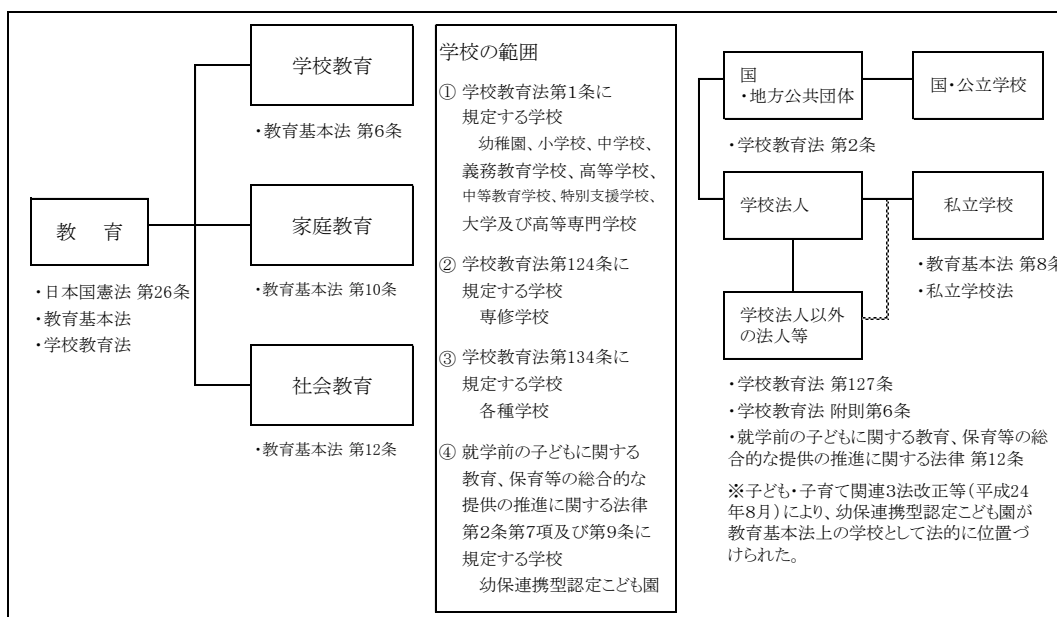 教 育
・日本国憲法 第26条
・教育基本法
・学校教育法
学校教育
・教育基本法 第6条
家庭教育
・教育基本法 第10条
社会教育
・教育基本法 第12条
学校の範囲
① 学校教育法第1条に
規定する学校
幼稚園、小学校、中学校、
義務教育学校、高等学校、
中等教育学校、特別支援学校、
大学及び高等専門学校
② 学校教育法第124条に
規定する学校
専修学校
③ 学校教育法第134条に
規定する学校
各種学校
④ 就学前の子どもに関する
教育、保育等の総合的な
提供の推進に関する法律
第2条第7項及び第9条に
規定する学校
幼保連携型認定こども園
国
・地方公共団体
国・公立学校
・学校教育法 第2条
学校法人
私立学校
・教育基本法 第8条
・私立学校法
学校法人以外
の法人等
・学校教育法 第127条
・学校教育法 附則第6条
・就学前の子どもに関する教育、保育等の総
合的な提供の推進に関する法律 第12条
※子ども・子育て関連3法改正等(平成24
年8月)により、幼保連携型認定こども園が
教育基本法上の学校として法的に位置づ
けられた。